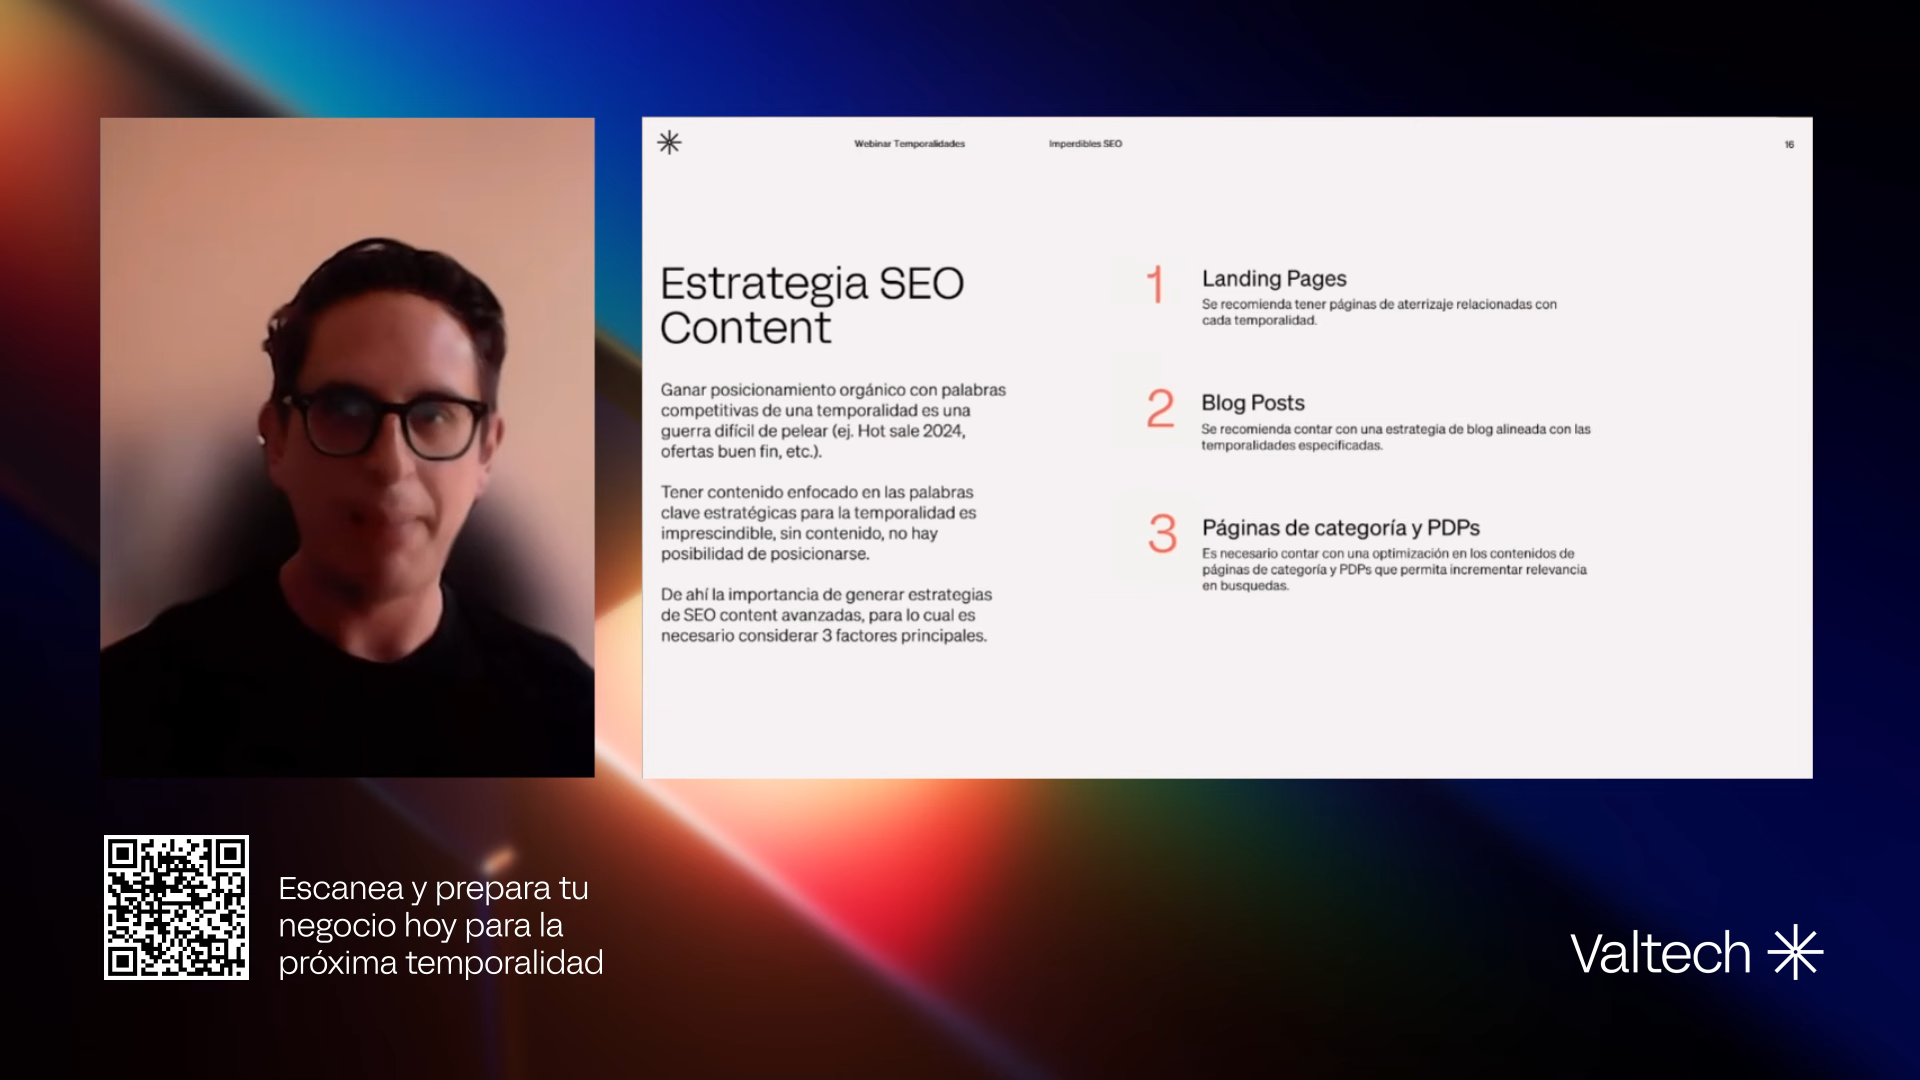 Webinar Temporalidades
Imperdibles SEO
16
Estrategia SEO
Content
Ganar posicionamiento orgánico con palabras
competitivas de una temporalidad es una
guerra difícil de pelear (ej. Hot sale 2024,
ofertas buen fin, etc.).
Tener contenido enfocado en las palabras
clave estratégicas para la temporalidad es
imprescindible, sin contenido, no hay
posibilidad de posicionarse.
De ahí la importancia de generar estrategias
de SEO content avanzadas, para lo cual es
necesario considerar 3 factores principales.
1
Landing Pages
Se recomienda tener páginas de aterrizaje relacionadas con
cada temporalidad.
2
Blog Posts
Se recomienda contar con una estrategia de blog alineada con las
temporalidades especificadas.
3
Páginas de categoría y PDPs
Es necesario contar con una optimización en los contenidos de
páginas de categoría y PDPs que permita incrementar relevancia
en busquedas.
Escanea y prepara tu
negocio hoy para la
próxima temporalidad
Valtech